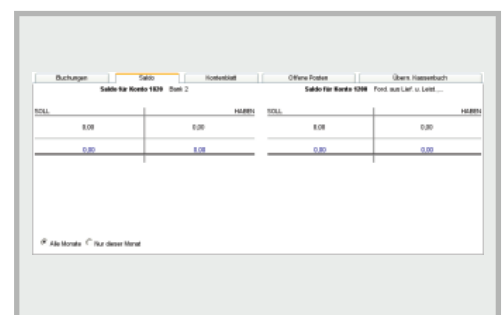 Buchungen Saldo Kontenblatt Offene Posten Übern. Kassenbuch
Saldo für Konto 1820 Bank 2 Saldo für Konto 1200 Ford. aus Lief. u. Leist....
SOLL HABEN SOLL HABEN
0,00 0,00 0,00 0,00
0,00 0,00 0,00 0,00
Alle Monate Nur dieser Monat